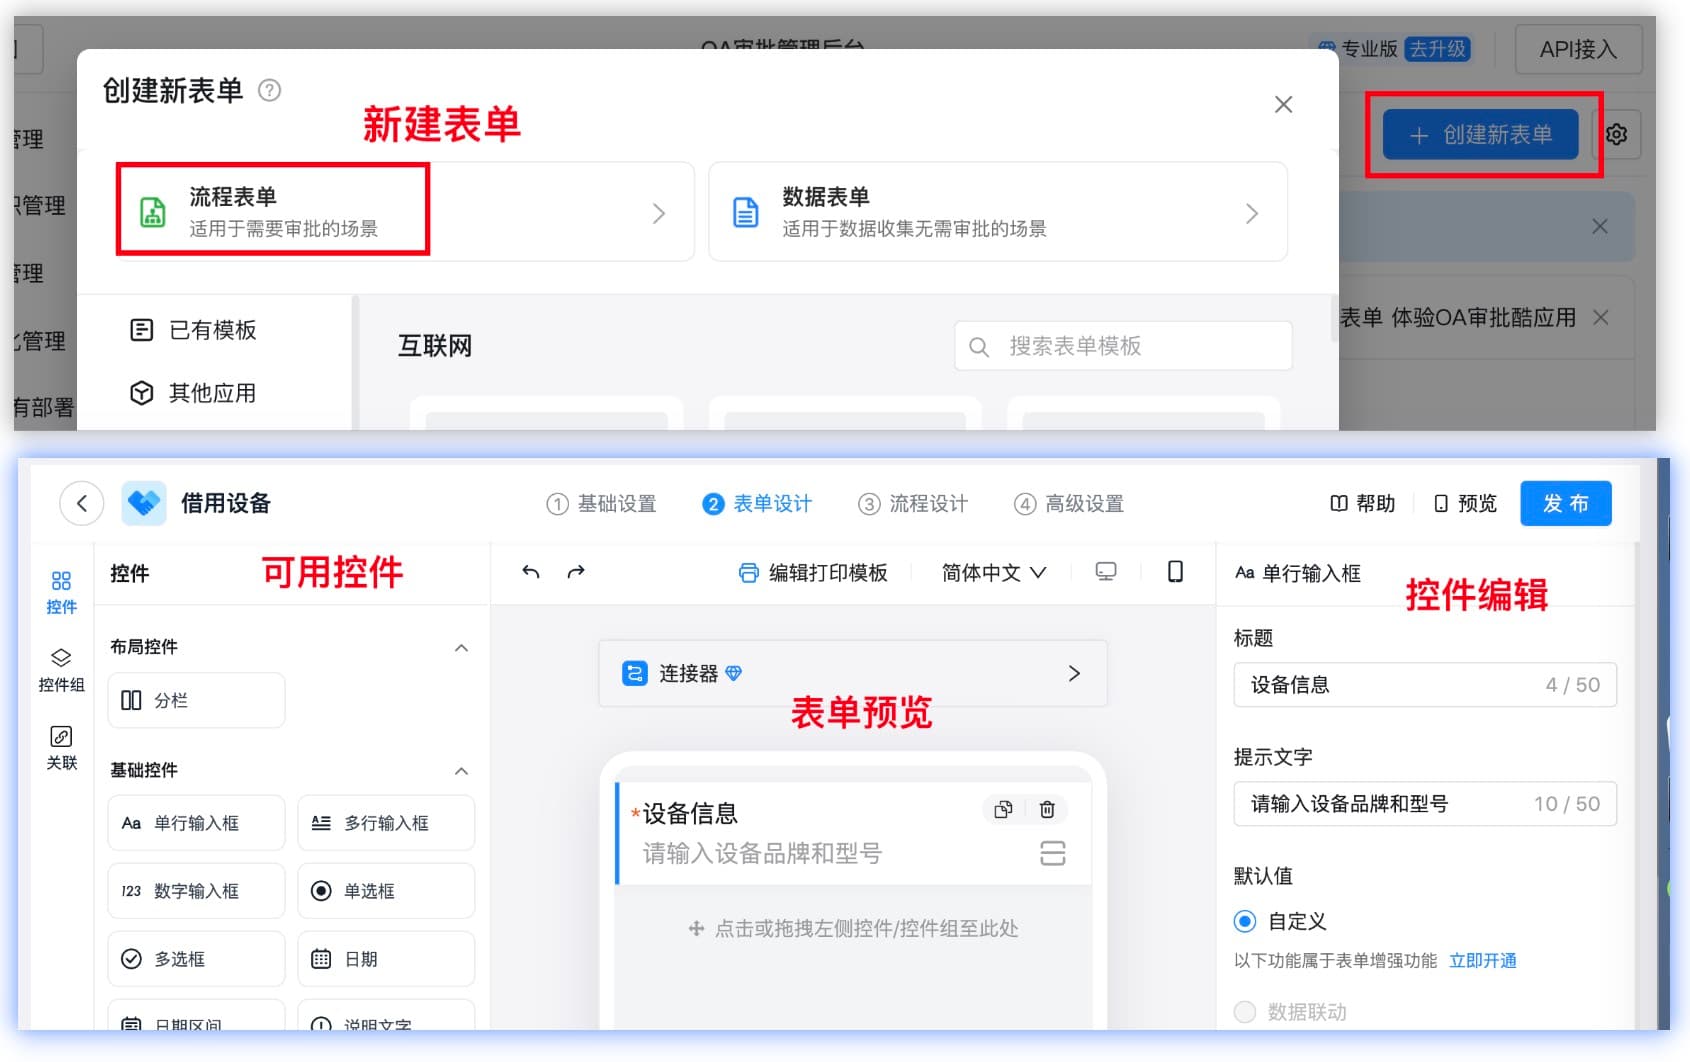 OA审批管理后台
专业版 去升级
API接入
创建新表单
新建表单
+ 创建新表单
管理
流程表单
适用于需要审批的场景
数据表单
适用于数据收集无需审批的场景
管理
管理
管理
有部署
已有模板
其他应用
互联网
搜索表单模板
表单 体验OA审批酷应用
借用设备
1 基础设置
2 表单设计
3 流程设计
4 高级设置
帮助
预览
发布
控件
控件组
关联
控件
可用控件
布局控件
分栏
基础控件
Aa 单行输入框
多行输入框
123 数字输入框
单选框
多选框
日期
日期区间
说明文字
编辑打印模板
简体中文
连接器
表单预览
*设备信息
请输入设备品牌和型号
点击或拖拽左侧控件/控件组至此处
Aa 单行输入框
控件编辑
标题
设备信息 4 / 50
提示文字
请输入设备品牌和型号 10 / 50
默认值
自定义
以下功能属于表单增强功能 立即开通
数据联动